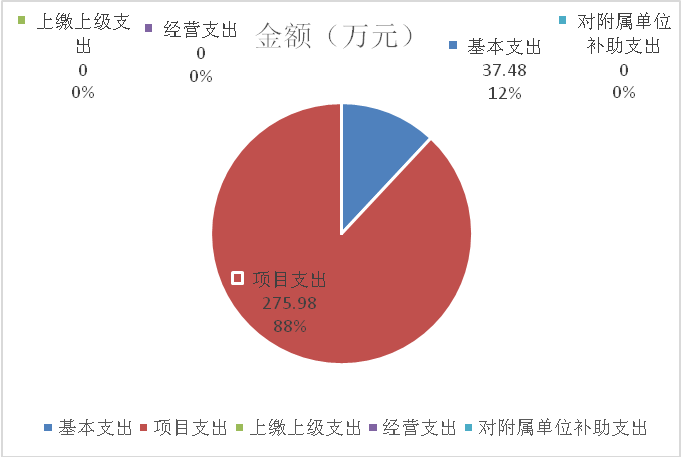 金额（万元）
上缴上级支
出
0
0%
经营支出
0
0%
基本支出
37.48
12%
对附属单位
补助支出
0
0%
项目支出
275.98
88%
基本支出 项目支出 上缴上级支出 经营支出 对附属单位补助支出